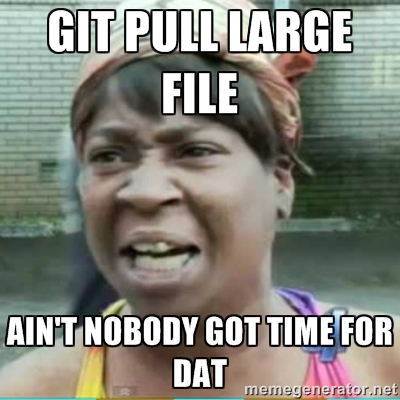 GIT PULL LARGE
FILE
AIN'T NOBODY GOT TIME FOR
DAT
memegenerator.net